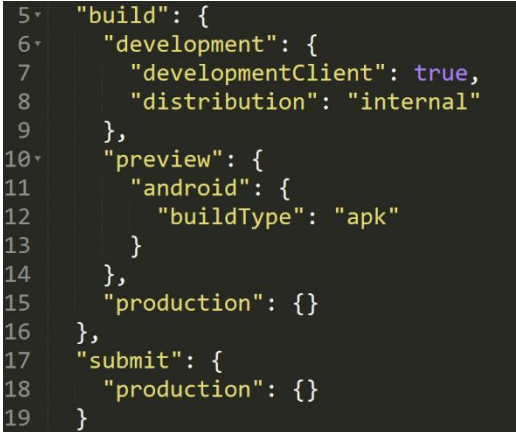 5 "build": {
6 "development": {
7 "developmentClient": true,
8 "distribution": "internal"
9 },
10 "preview": {
11 "android": {
12 "buildType": "apk"
13 }
14 },
15 "production": {}
16 },
17 "submit": {
18 "production": {}
19 }